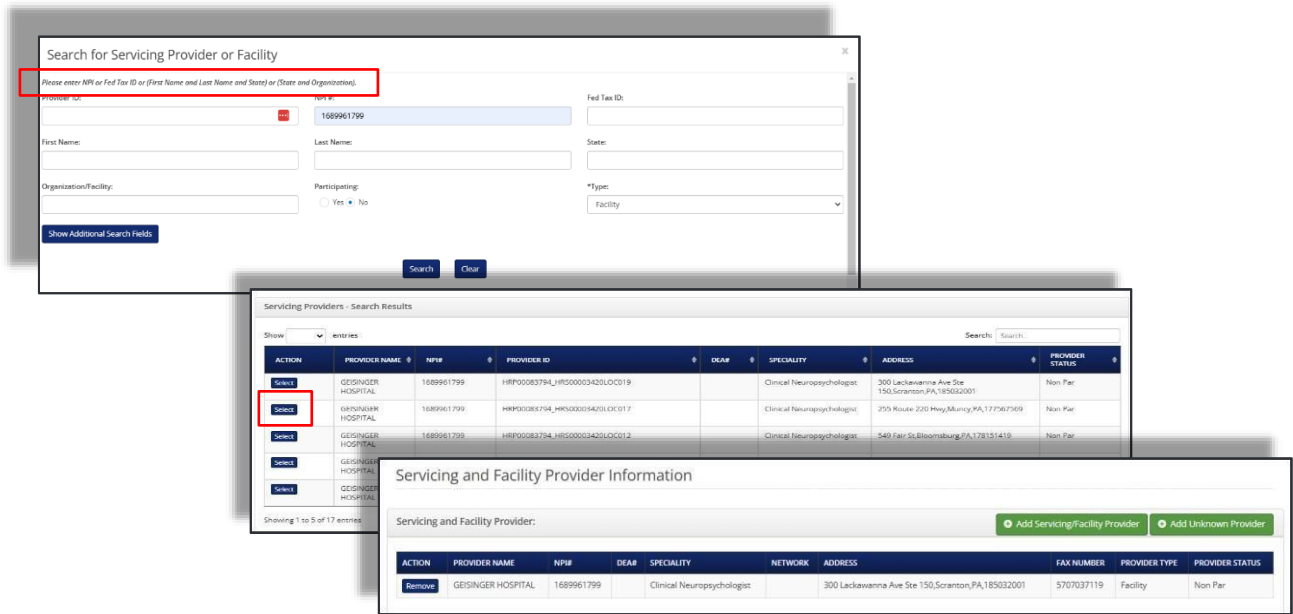 Search for Servicing Provider or Facility
x
Please enter NPI or Fed Tax ID or (First Name and Last Name and State) or (State and Organization).
Provider ID: NPI #: Fed Tax ID:
1689961799
First Name: Last Name: State:
Organization/Facility: Participating: *Type:
Yes No Facility
Show Additional Search Fields
Search Clear
Servicing Providers - Search Results
Show entries Search: Search..
ACTION PROVIDER NAME NPI# PROVIDER ID DEA# SPECIALITY ADDRESS PROVIDER
STATUS
Select GEISINGER 1689961799 HRP00083794_HRS00003420LOC019 Clinical Neuropsychologist 300 Lackawanna Ave Ste Non Par
HOSPITAL 150,Scranton,PA,185032001
Select GEISINGER 1689961799 HRP00083794_HRS00003420LOC017 Clinical Neuropsychologist 255 Route 220 Hwy,Muncy,PA,177567569 Non Par
HOSPITAL
Select GEISINGER 1689961799 HRP00083794_HRS00003420LOC012 Clinical Neuropsychologist 549 Fair St,Bloomsburg,PA,178151419 Non Par
HOSPITAL
Select GEISINGER
HOSPITAL
Select GEISINGER
HOSPITAL
Showing 1 to 5 of 17 entries
Servicing and Facility Provider Information
Servicing and Facility Provider: Add Servicing/Facility Provider Add Unknown Provider
ACTION PROVIDER NAME NPI# DEA# SPECIALITY NETWORK ADDRESS FAX NUMBER PROVIDER TYPE PROVIDER STATUS
Remove GEISINGER HOSPITAL 1689961799 Clinical Neuropsychologist 300 Lackawanna Ave Ste 150,Scranton,PA,185032001 5707037119 Facility Non Par